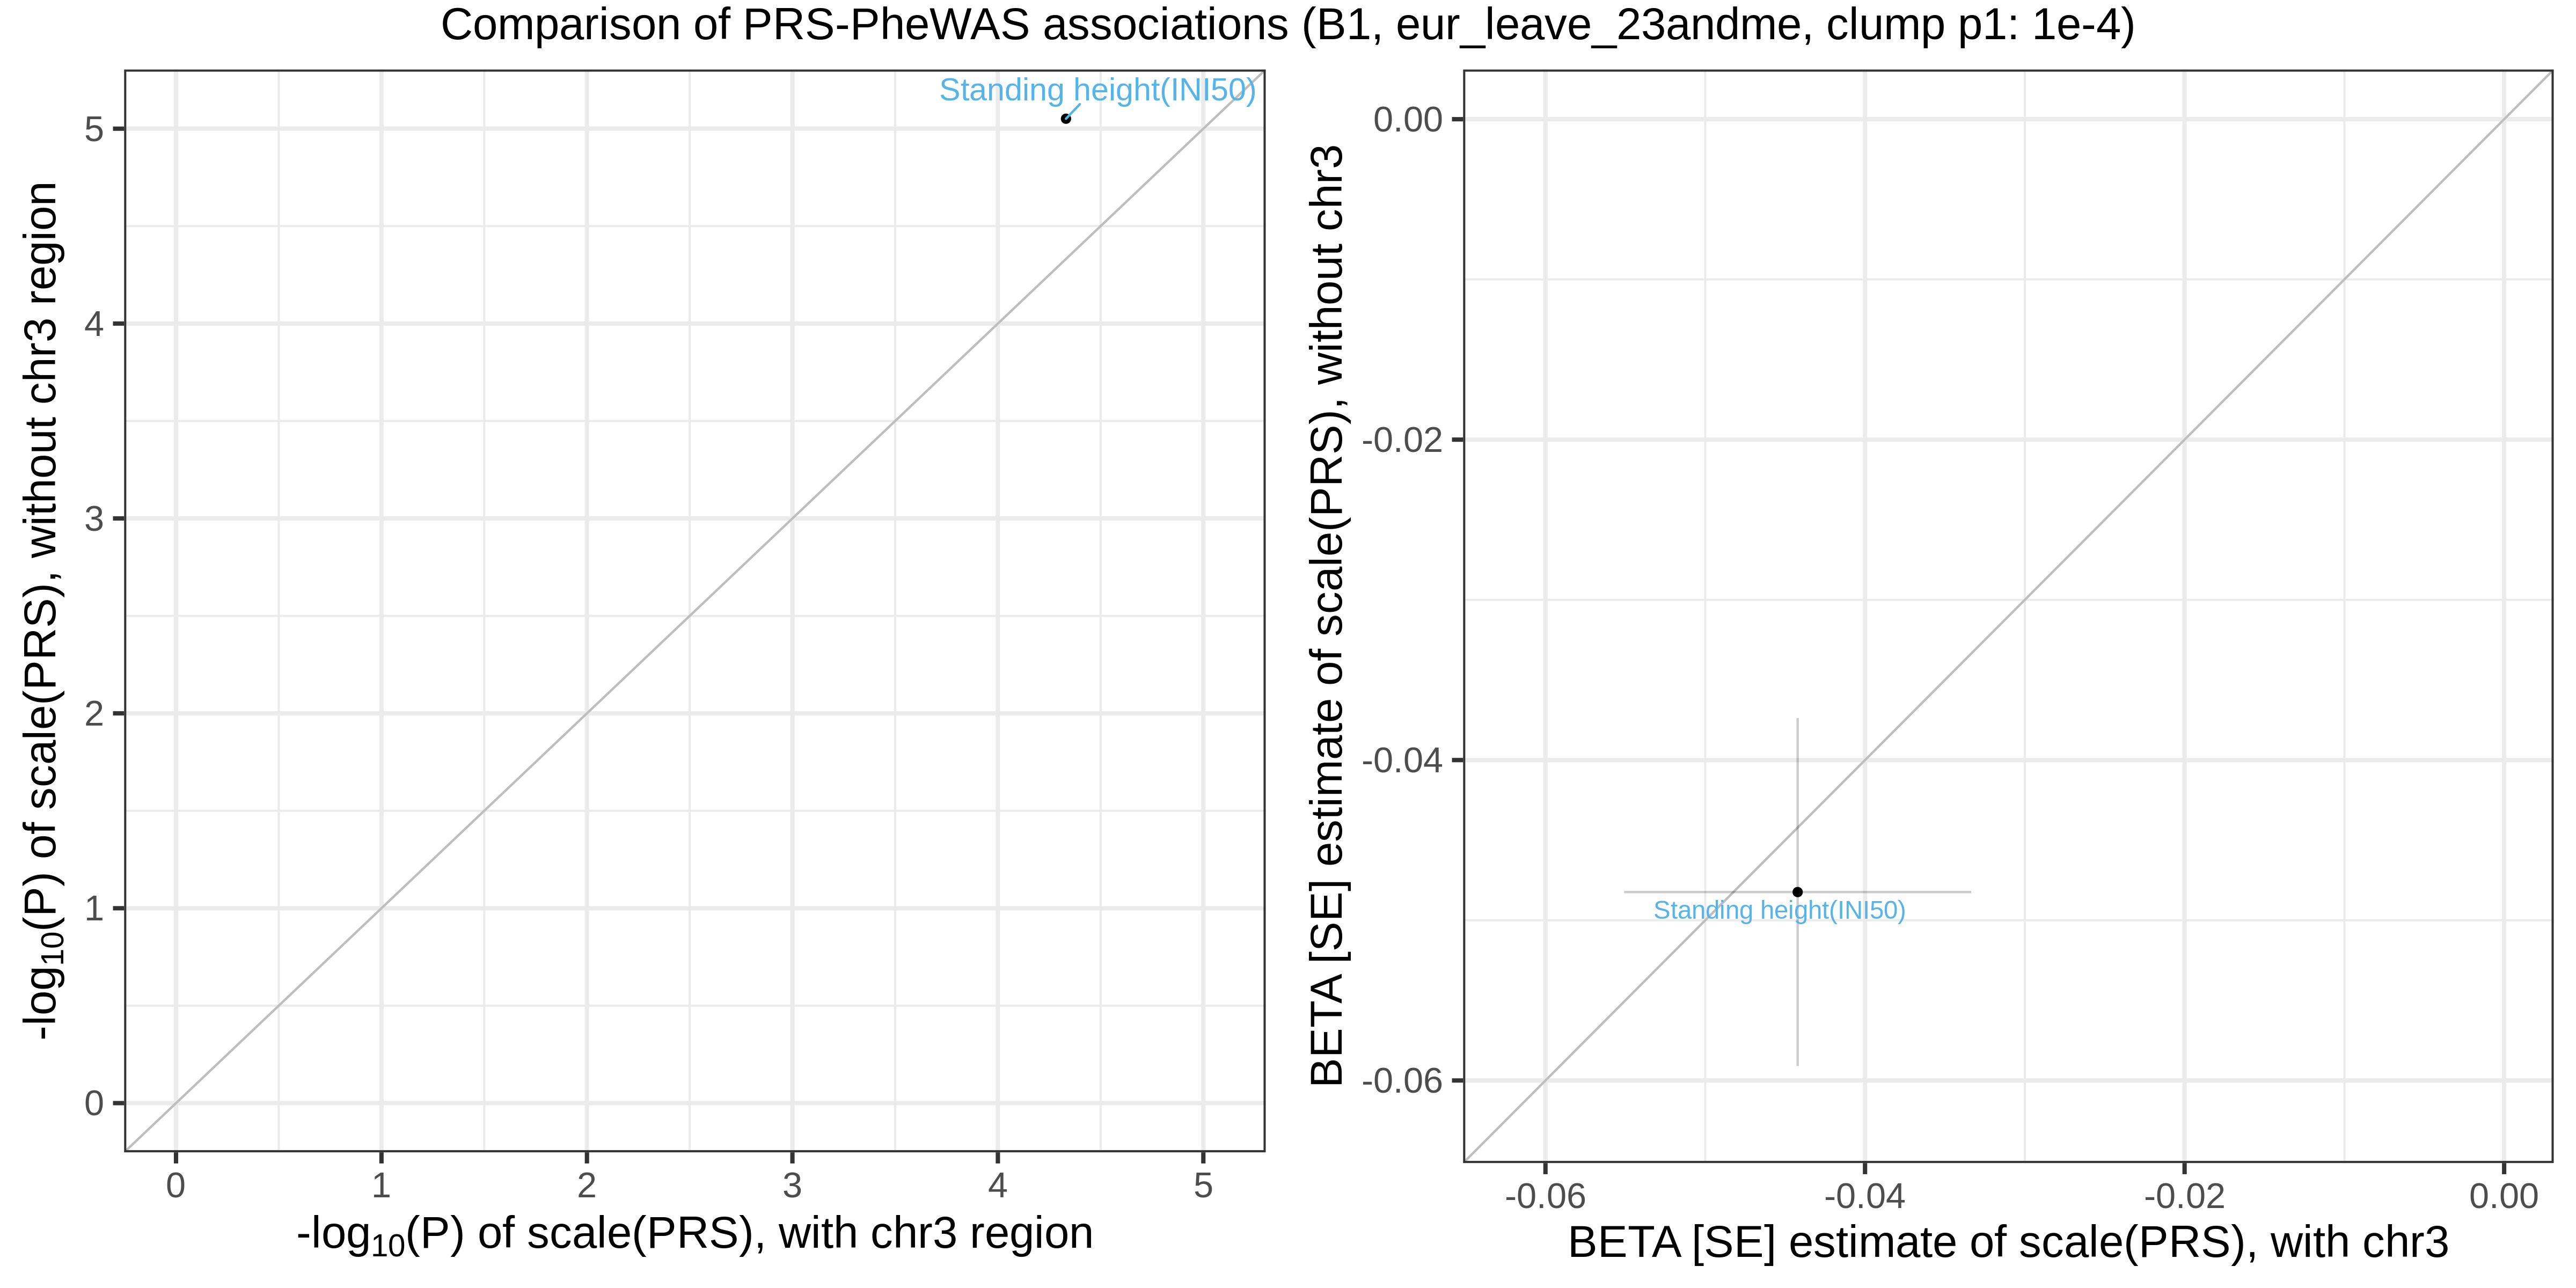 Comparison of PRS-PheWAS associations (B1, eur_leave_23andme, clump p1: 1e-4)
-log10(P) of scale(PRS), without chr3 region
5
4
3
2
1
0
Standing height(INI50)
0 1 2 3 4 5
-log10(P) of scale(PRS), with chr3 region
BETA [SE] estimate of scale(PRS), without chr3
0.00
-0.02
-0.04
-0.06
Standing height(INI50)
-0.06 -0.04 -0.02 0.00
BETA [SE] estimate of scale(PRS), with chr3